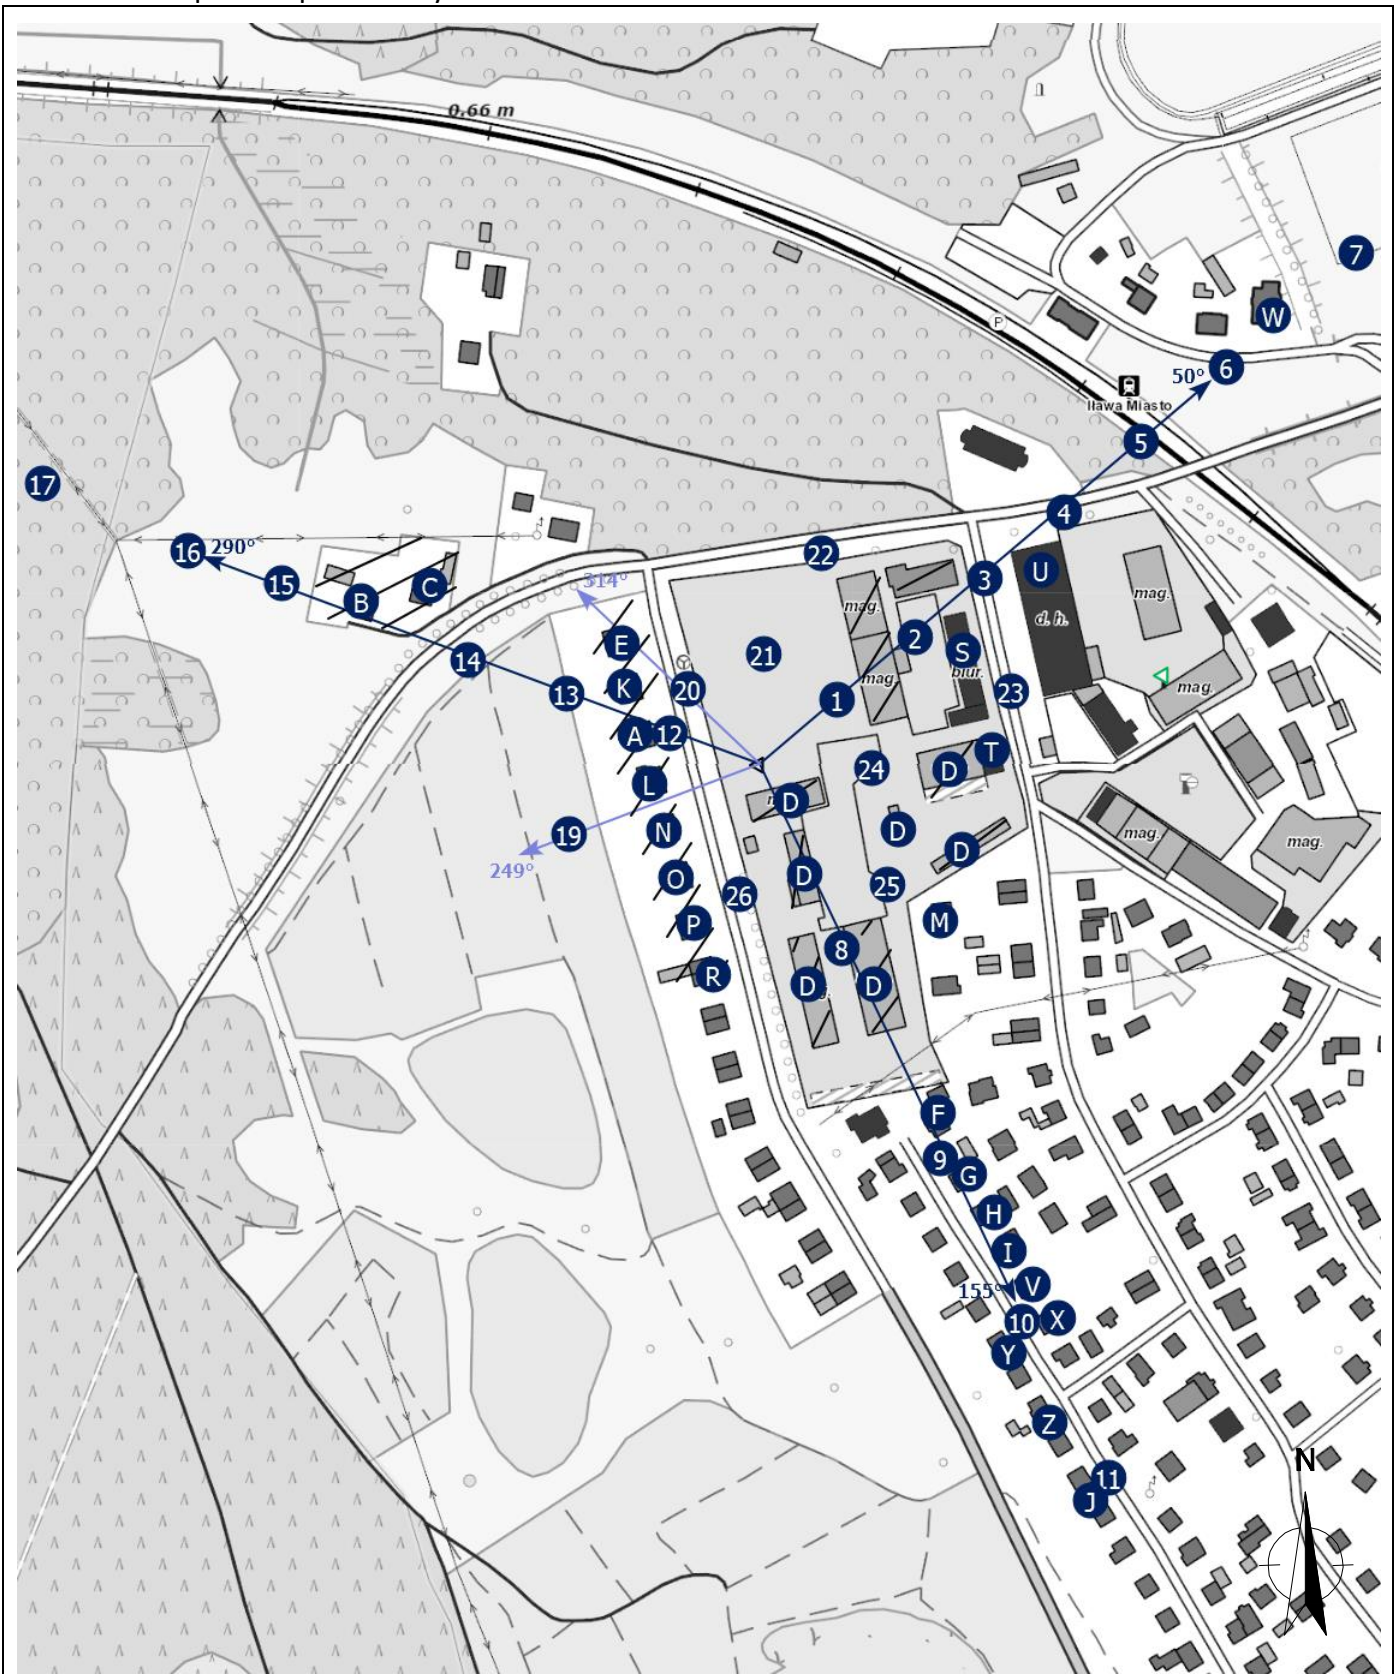 0.66 m
7
W
P
6
50°
Iława Miasto
5
17
4
22
16
290°
3
U
15
C
314°
B
mag.
mag.
d. h.
E
2
14
21
S
biur.
K
20
mag.
mag.
13
1
23
A
12
T
24
D
L
D
19
N
D
mag.
mag.
249°
D
O
D
25
26
P
M
8
R
D
D
F
9
G
H
I
155°
V
10
X
Y
Z
N
11
J